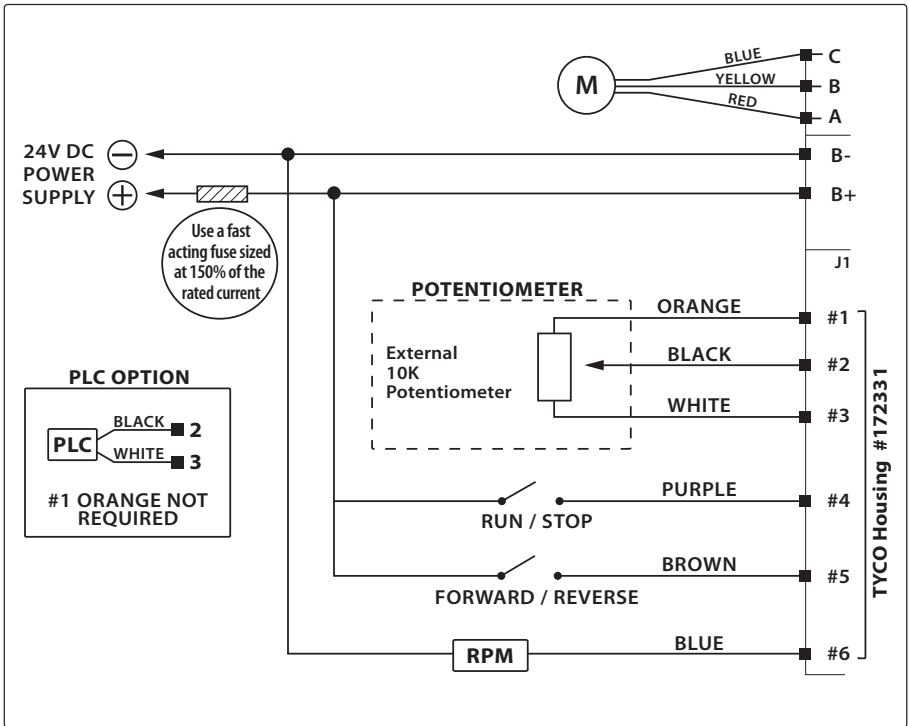 BLUE
C
M
YELLOW
B
RED
A
24V DC
POWER
SUPPLY
−
+
B-
B+
Use a fast
acting fuse sized
at 150% of the
rated current
J1
POTENTIOMETER
ORANGE
#1
External
10K
Potentiometer
BLACK
#2
WHITE
#3
PLC OPTION
PLC
BLACK
2
WHITE
3
#1 ORANGE NOT
REQUIRED
PURPLE
#4
RUN / STOP
BROWN
#5
FORWARD / REVERSE
RPM
BLUE
#6
TYCO Housing #172331